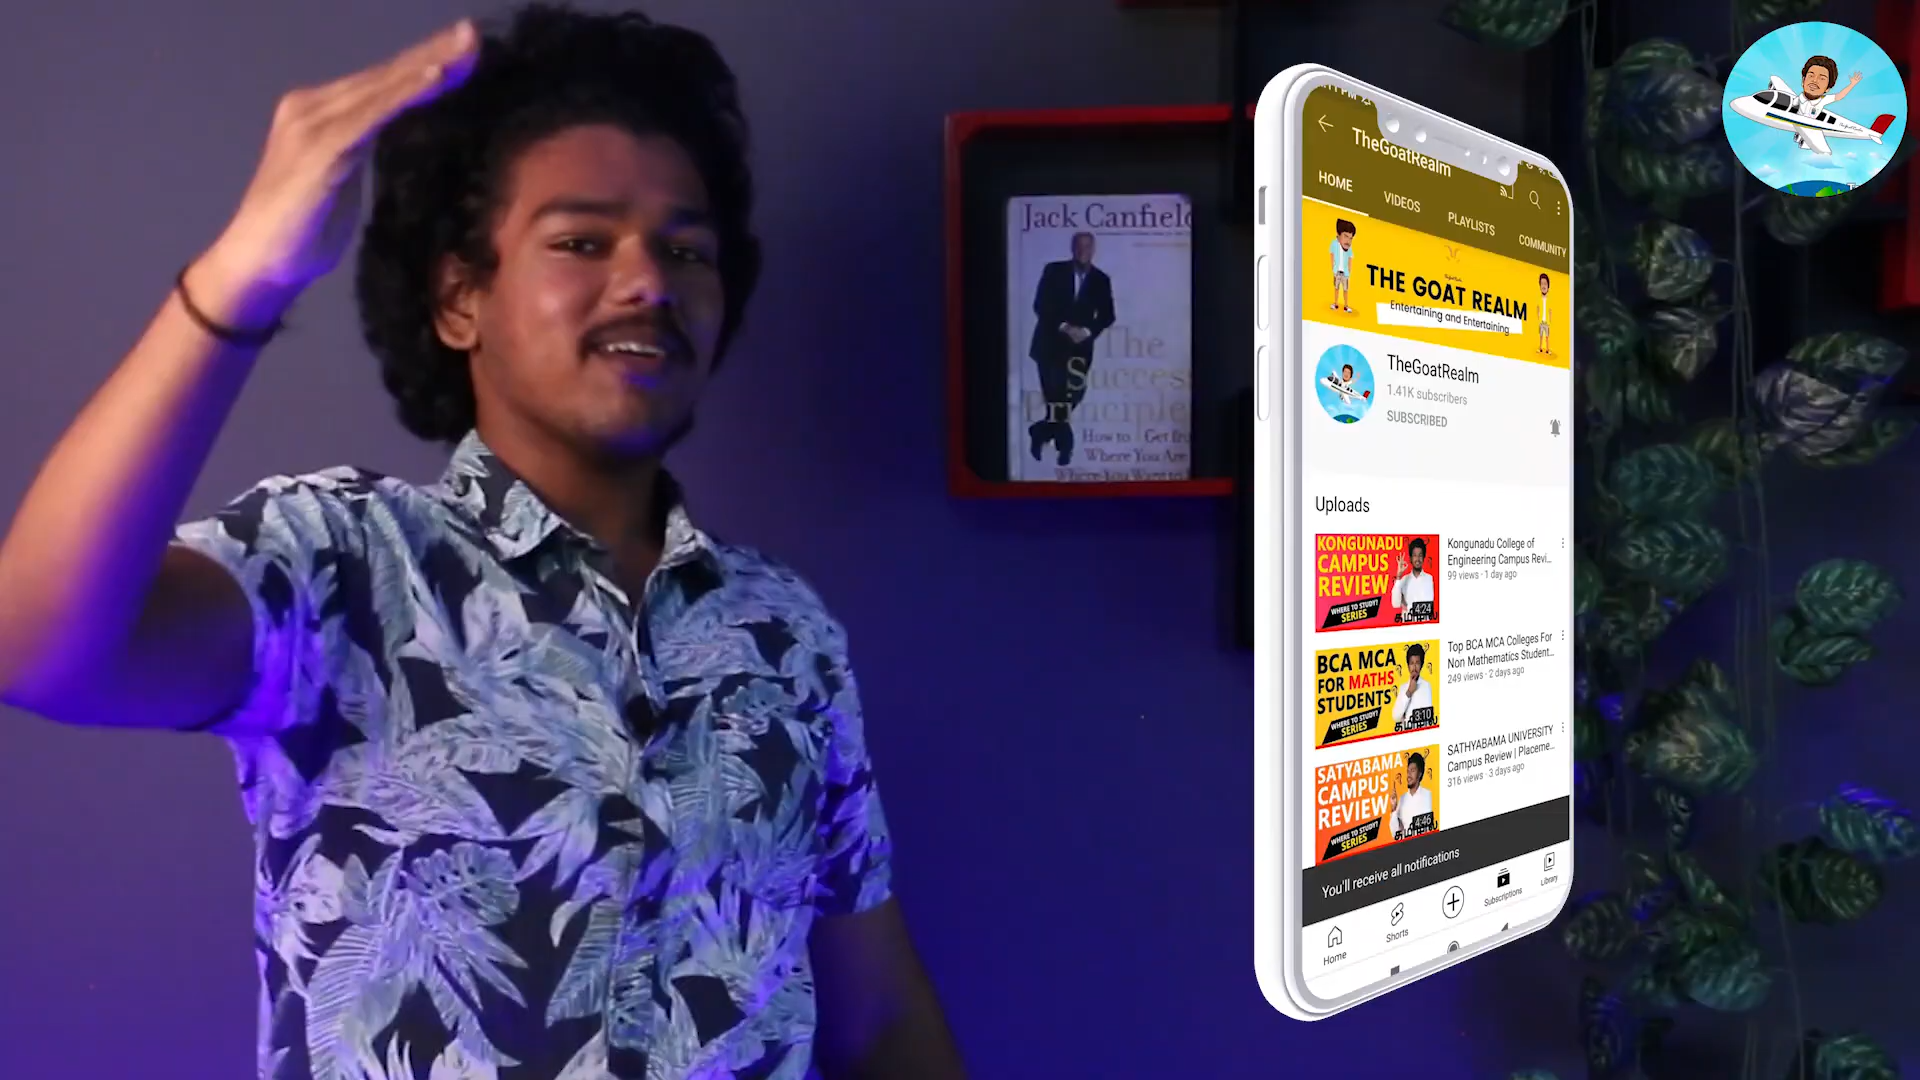 Jack Canfield
The
Success
Principles
How to Get from
Where You Are
Where You Want to
TheGoatRealm
HOME
VIDEOS
PLAYLISTS
COMMUNITY
THE GOAT REALM
Entertaining and Entertaining
TheGoatRealm
1.41K subscribers
SUBSCRIBED
Uploads
KONGUNADU
CAMPUS
REVIEW
WHERE TO STUDY?
SERIES
4:24
Kongunadu College of
Engineering Campus Revi...
99 views · 1 day ago
BCA MCA
FOR MATHS
STUDENTS
WHERE TO STUDY?
SERIES
3:10
Top BCA MCA Colleges For
Non Mathematics Student...
249 views · 2 days ago
SATYABAMA
CAMPUS
REVIEW
WHERE TO STUDY?
SERIES
4:46
SATHYABAMA UNIVERSITY
Campus Review | Placeme...
316 views · 3 days ago
You'll receive all notifications
Home
Shorts
Subscriptions
Library